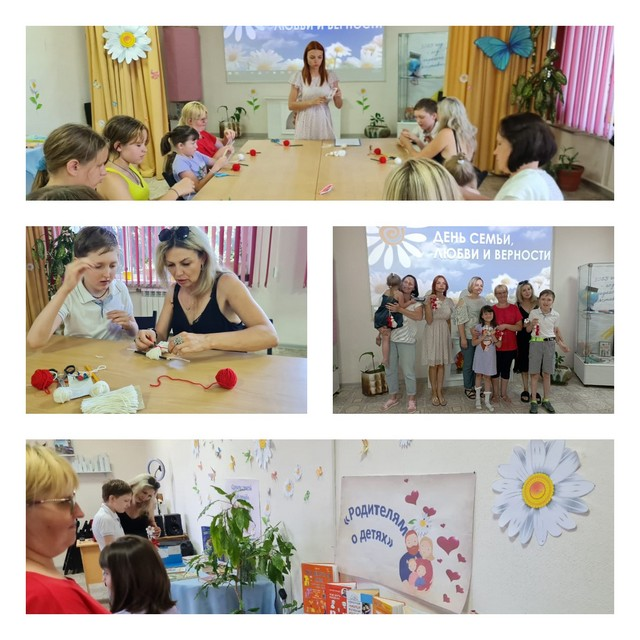 ЛЮБВИ И ВЕРНОСТИ
ДЕНЬ СЕМЬИ,
ЛЮБВИ И ВЕРНОСТИ
«Родителям
о детях»